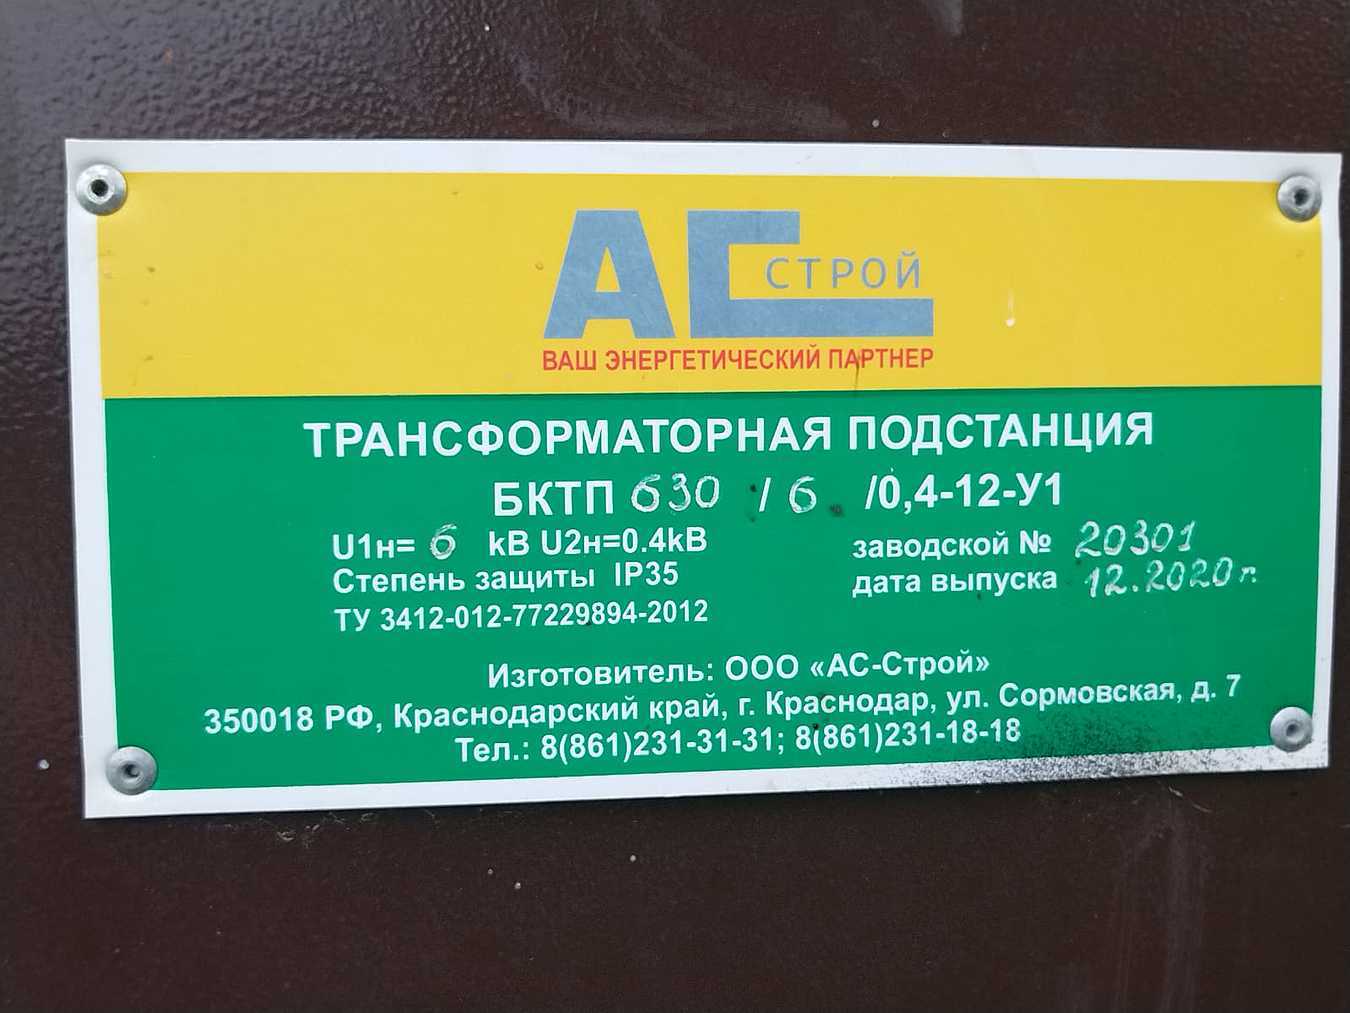 АС СТРОЙ
ВАШ ЭНЕРГЕТИЧЕСКИЙ ПАРТНЕР
ТРАНСФОРМАТОРНАЯ ПОДСТАНЦИЯ
БКТП 630 / 6 /0,4-12-У1
U1н= 6 kВ U2н=0.4kВ
Степень защиты IP35
ТУ 3412-012-77229894-2012
заводской № 20301
дата выпуска 12.2020 г.
Изготовитель: ООО «АС-Строй»
350018 РФ, Краснодарский край, г. Краснодар, ул. Сормовская, д. 7
Тел.: 8(861)231-31-31; 8(861)231-18-18